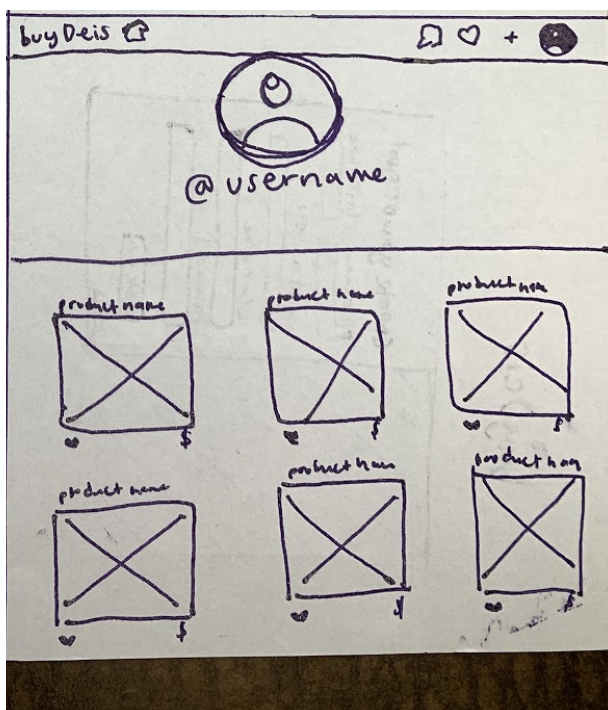 buyDeis +
@username
product name product name product name
$ $ $
product name product name product name
$ $ $